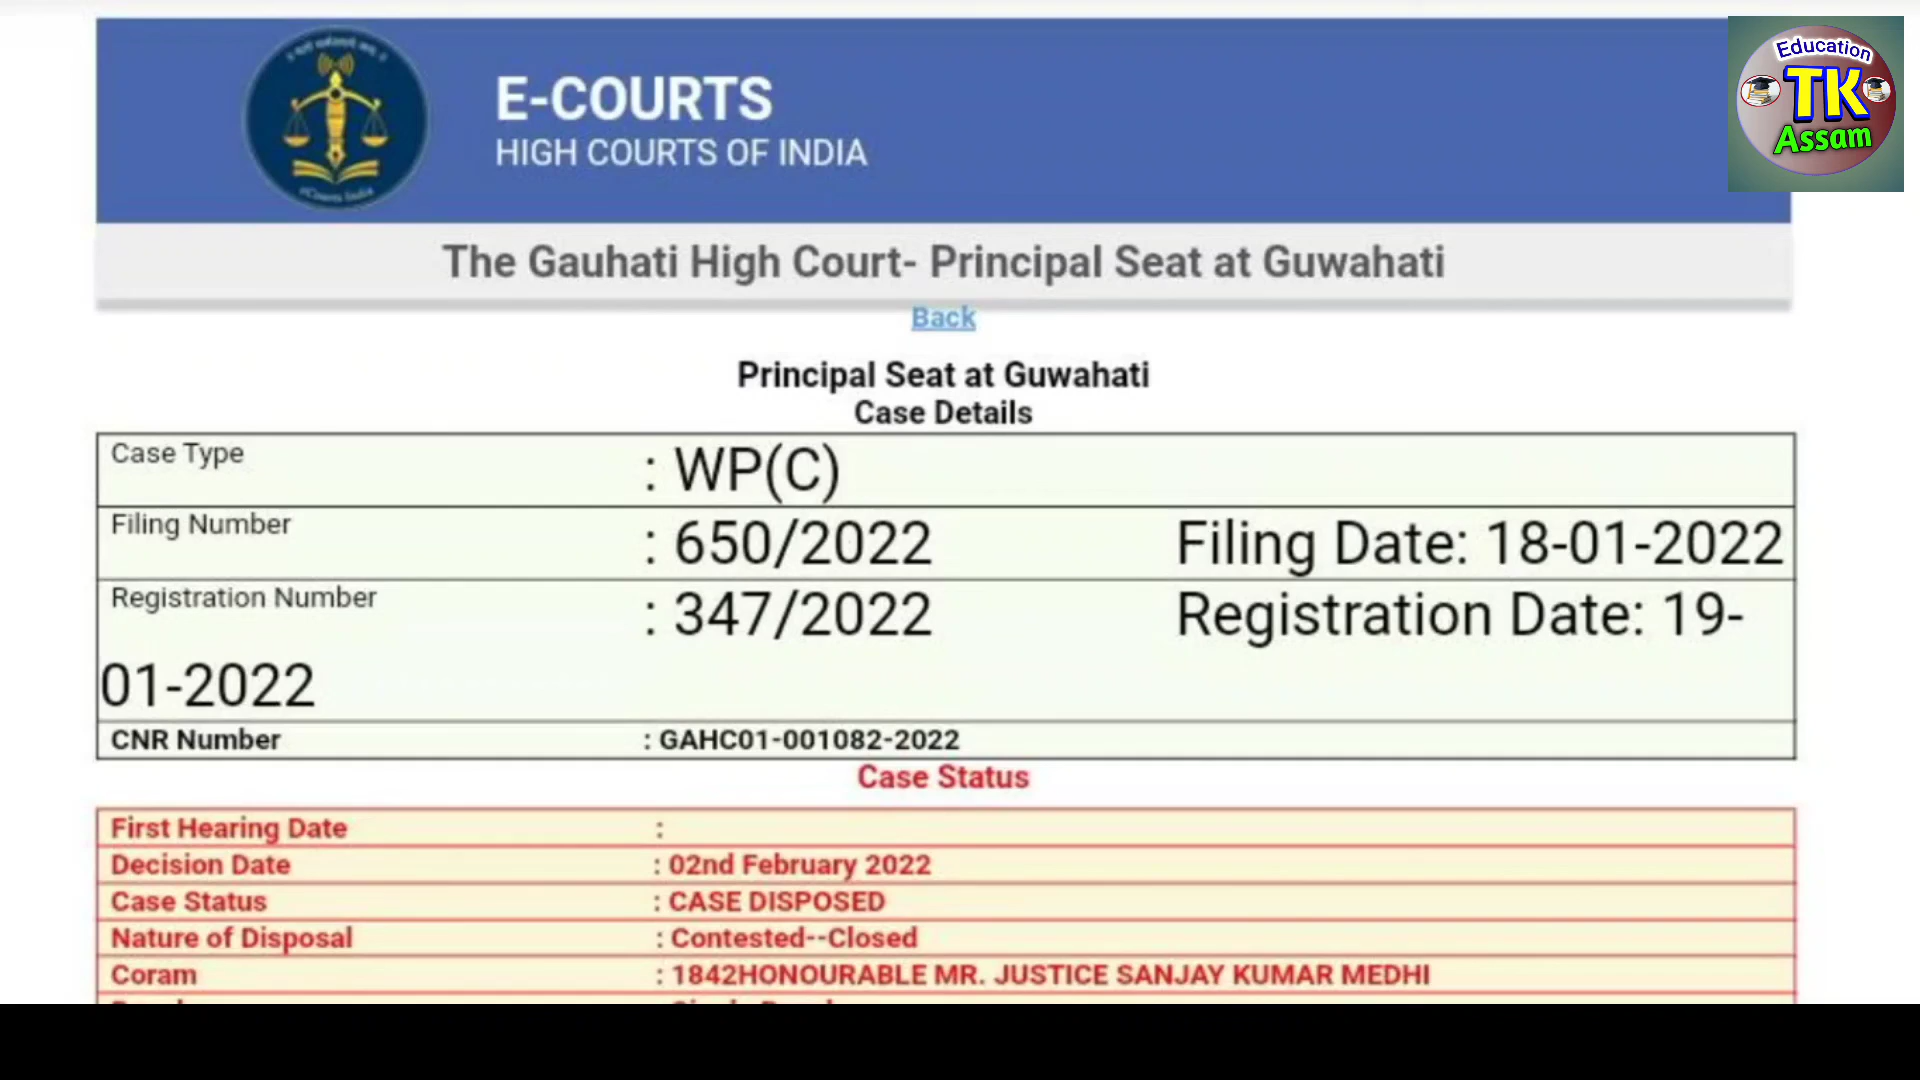 E-COURTS
HIGH COURTS OF INDIA
Education
TK
Assam
The Gauhati High Court- Principal Seat at Guwahati
Back
Principal Seat at Guwahati
Case Details
Case Type : WP(C)
Filing Number : 650/2022 Filing Date: 18-01-2022
Registration Number : 347/2022 Registration Date: 19-
01-2022
CNR Number : GAHC01-001082-2022
Case Status
First Hearing Date :
Decision Date : 02nd February 2022
Case Status : CASE DISPOSED
Nature of Disposal : Contested--Closed
Coram : 1842HONOURABLE MR. JUSTICE SANJAY KUMAR MEDHI